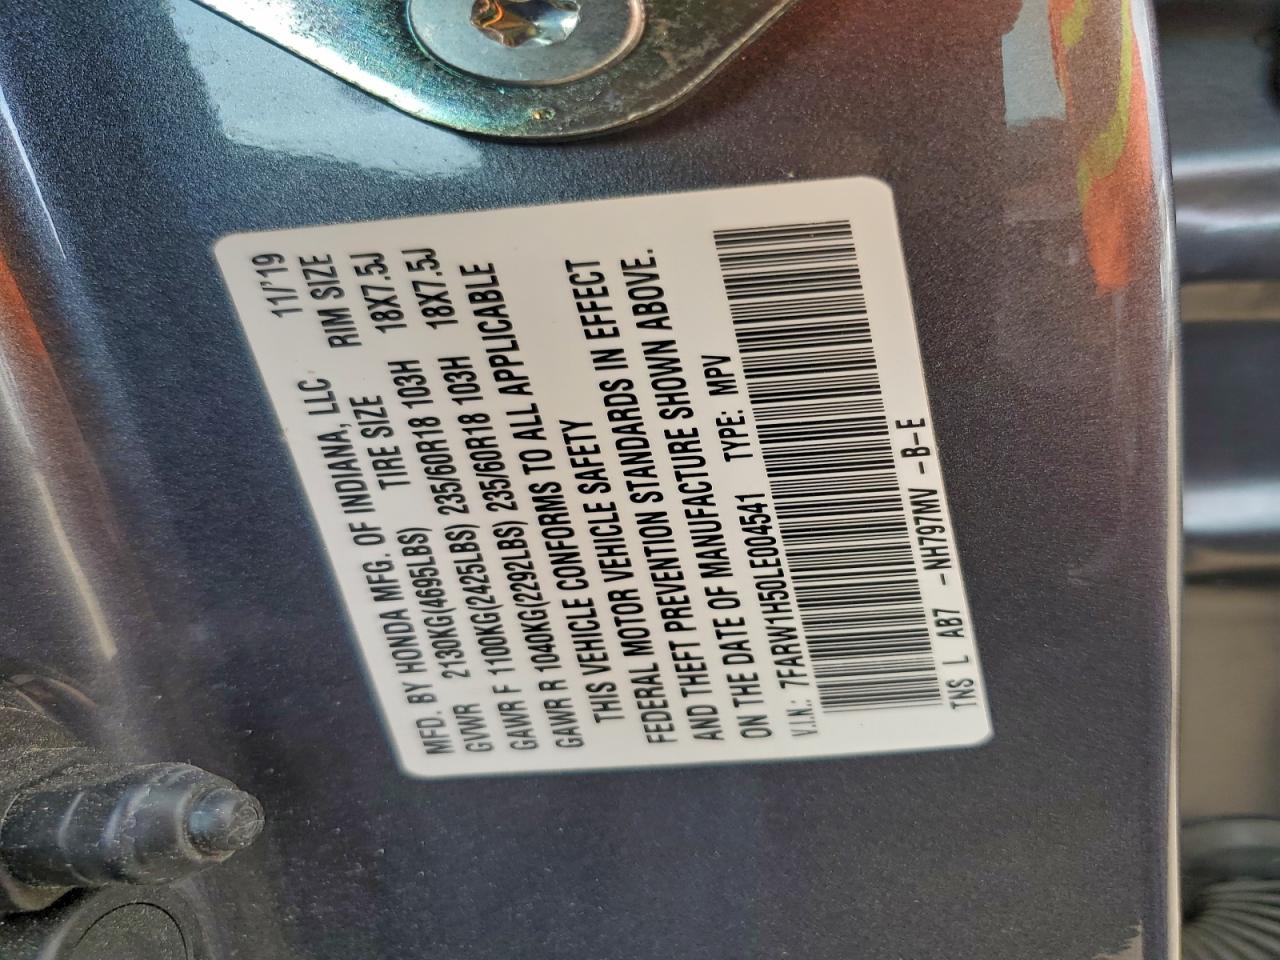 MFD. BY HONDA MFG. OF INDIANA, LLC 11/'19
GVWR 2130KG(4695LBS) TIRE SIZE RIM SIZE
GAWR F 1100KG(2425LBS) 235/60R18 103H 18X7.5J
GAWR R 1040KG(2292LBS) 235/60R18 103H 18X7.5J
THIS VEHICLE CONFORMS TO ALL APPLICABLE
FEDERAL MOTOR VEHICLE SAFETY
AND THEFT PREVENTION STANDARDS IN EFFECT
ON THE DATE OF MANUFACTURE SHOWN ABOVE.
V.I.N.: 7FARW1H50LE004541 TYPE: MPV
TNS L AB7 -NH797MV -B-E